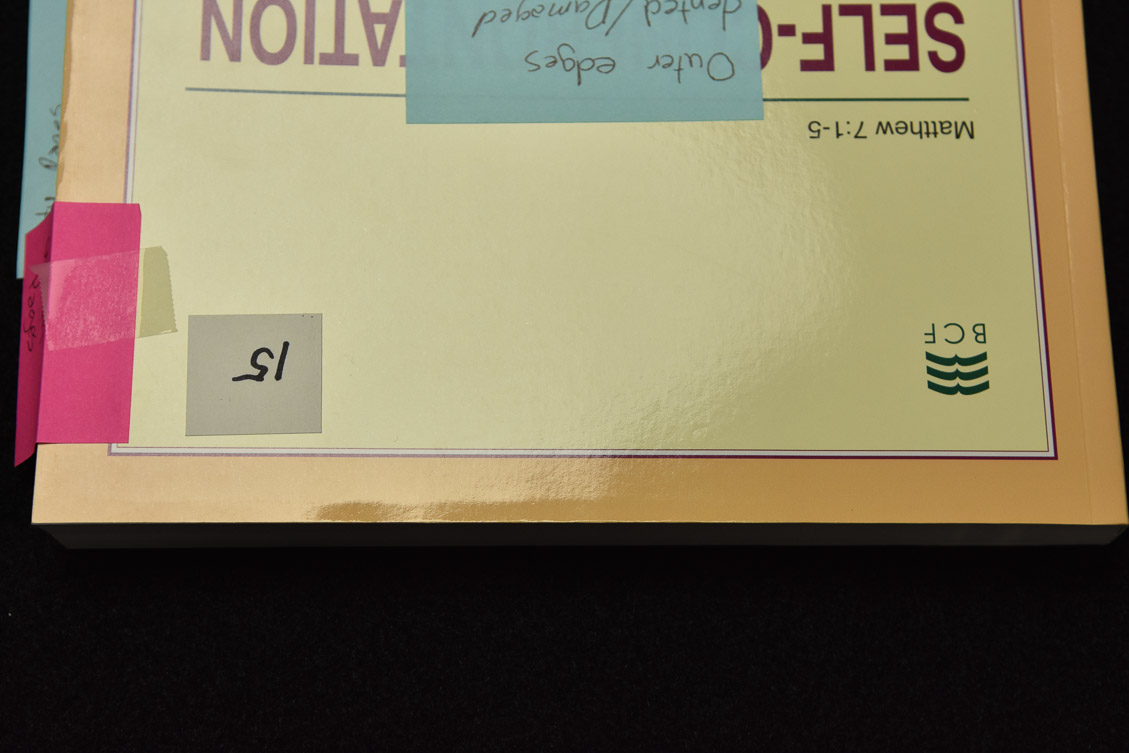 BCF
15
Matthew 7:1-5
SELF-C
ATION
Outer edges
dented/Damaged